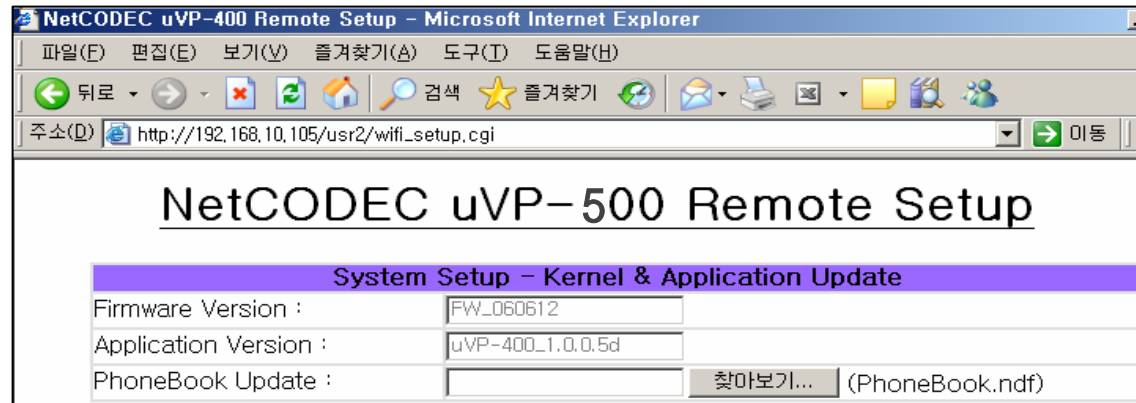 NetCODEC uVP-400 Remote Setup - Microsoft Internet Explorer
파일(F) 편집(E) 보기(V) 즐겨찾기(A) 도구(T) 도움말(H)
뒤로 검색 즐겨찾기
주소(D) http://192.168.10.105/usr2/wifi_setup.cgi 이동
NetCODEC uVP-500 Remote Setup
System Setup - Kernel & Application Update
Firmware Version : FW_060612
Application Version : uVP-400_1.0.0.5d
PhoneBook Update : 찾아보기... (PhoneBook.ndf)